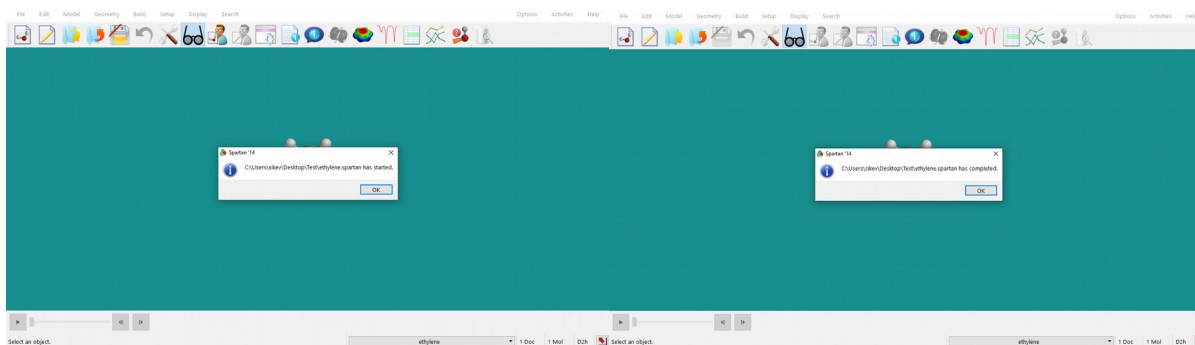 File Edit Model Geometry Build Setup Display Search Options Activities Help
Spartan '14
C:\Users\sikev\Desktop\Test\ethylene.spartan has started.
OK
Select an object. ethylene 1 Doc 1 Mol D2h
File Edit Model Geometry Build Setup Display Search Options Activities Help
Spartan '14
C:\Users\sikev\Desktop\Test\ethylene.spartan has completed.
OK
Select an object. ethylene 1 Doc 1 Mol D2h